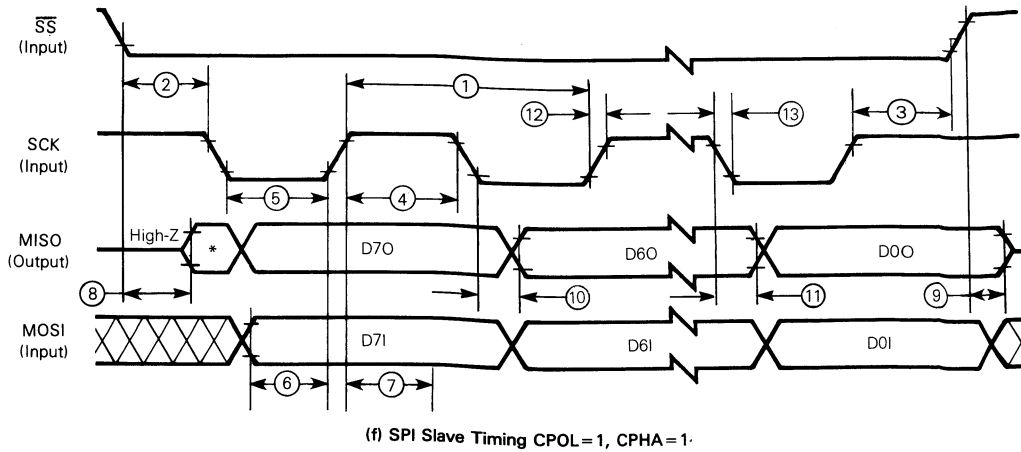 SS
(Input)
2
1
12
13
3
SCK
(Input)
5
4
MISO
(Output)
High-Z
*
D7O
D6O
D0O
8
10
11
9
MOSI
(Input)
D7I
D6I
D0I
6
7
(f) SPI Slave Timing CPOL=1, CPHA=1